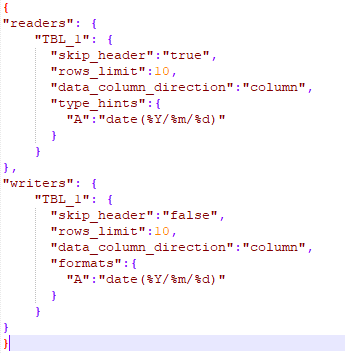 {
"readers": {
    "TBL_1": {
      "skip_header":"true",
      "rows_limit":10,
      "data_column_direction":"column",
      "type_hints":{
        "A":"date(%Y/%m/%d)"
      }
    }
},
"writers": {
    "TBL_1": {
      "skip_header":"false",
      "rows_limit":10,
      "data_column_direction":"column",
      "formats":{
        "A":"date(%Y/%m/%d)"
      }
    }
}
}